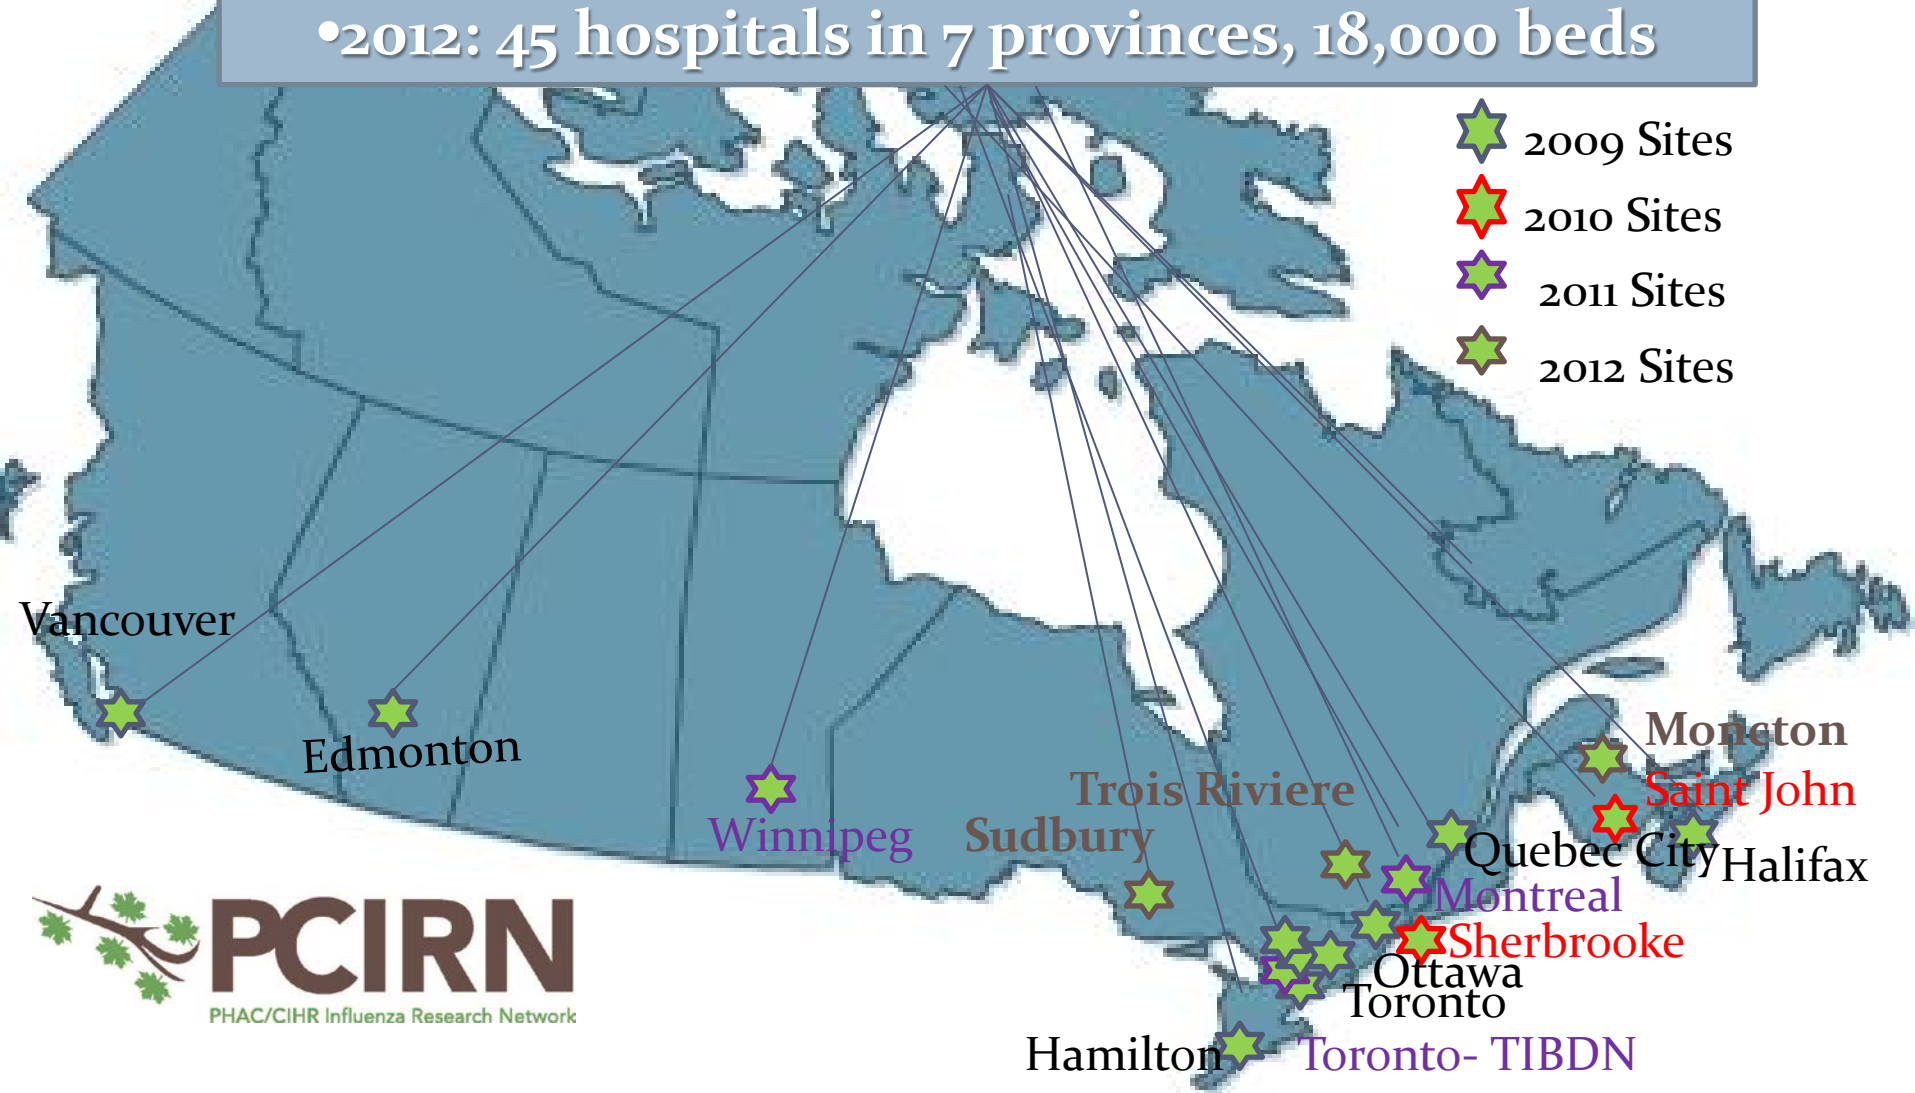 •2012: 45 hospitals in 7 provinces, 18,000 beds
2009 Sites
2010 Sites
2011 Sites
2012 Sites
Vancouver
Edmonton
Winnipeg
Trois Riviere
Sudbury
Moncton
Saint John
Quebec City
Halifax
Montreal
Sherbrooke
Ottawa
Toronto
Hamilton
Toronto- TIBDN
PCIRN
PHAC/CIHR Influenza Research Network